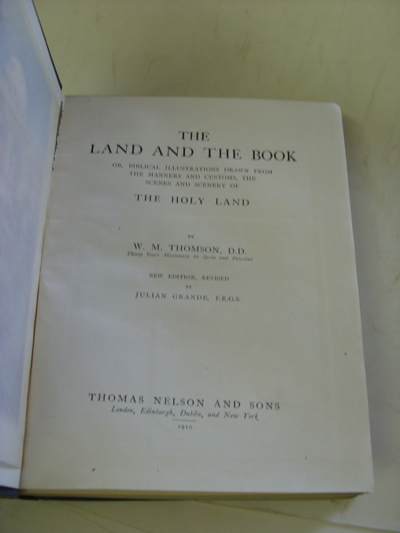 THE
LAND AND THE BOOK
OR, BIBLICAL ILLUSTRATIONS DRAWN FROM
THE MANNERS AND CUSTOMS, THE
SCENES AND SCENERY OF
THE HOLY LAND
BY
W. M. THOMSON, D.D.
Thirty Years Missionary in Syria and Palestine
NEW EDITION, REVISED
BY
JULIAN GRANDE, F.R.G.S.
THOMAS NELSON AND SONS
London, Edinburgh, Dublin, and New York
1910